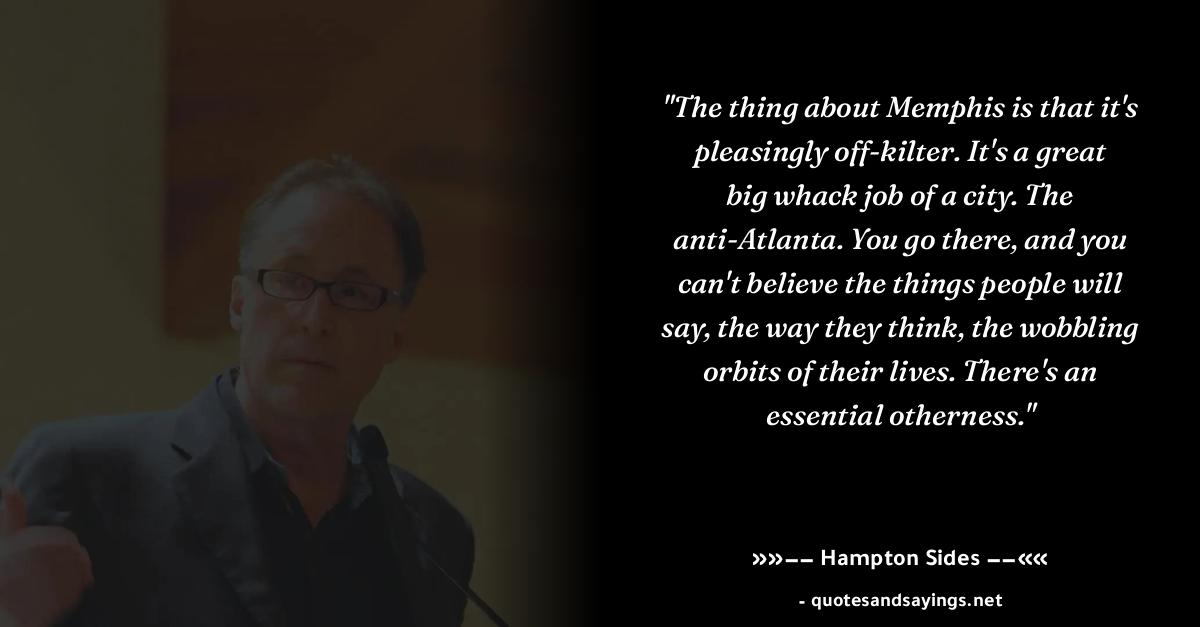 "The thing about Memphis is that it's
pleasingly off-kilter. It's a great
big whack job of a city. The
anti-Atlanta. You go there, and you
can't believe the things people will
say, the way they think, the wobbling
orbits of their lives. There's an
essential otherness."
»»−− Hampton Sides −−««
- quotesandsayings.net